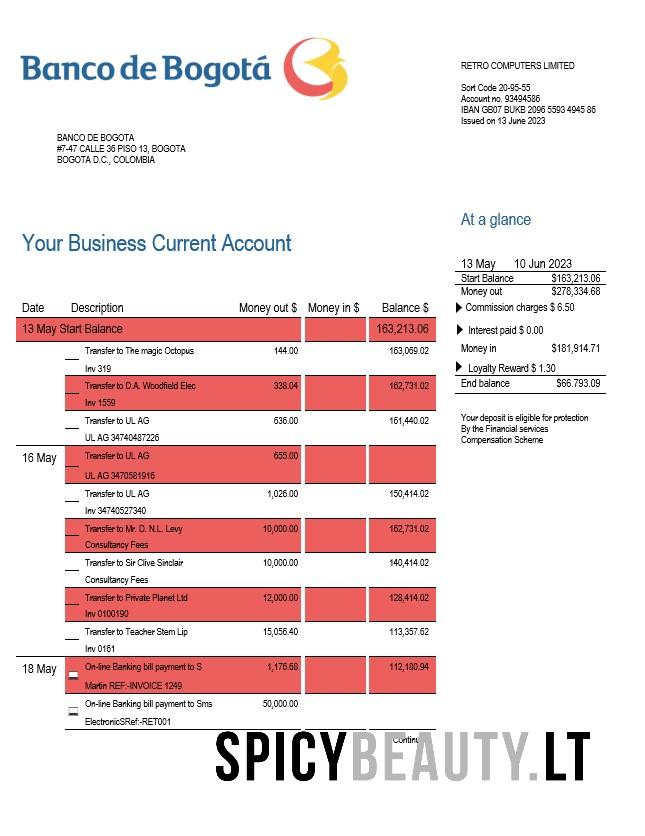 Banco de Bogotá
RETRO COMPUTERS LIMITED
Sort Code 20-95-55
Account no. 93494586
IBAN GB07 BUKB 2096 5593 4945 86
Issued on 13 June 2023
BANCO DE BOGOTA
#7-47 CALLE 36 PISO 13, BOGOTA
BOGOTA D.C., COLOMBIA
At a glance
Your Business Current Account
13 May 10 Jun 2023
Start Balance $163,213.06
Money out $278,334.68
Commission charges $ 6.50
Interest paid $ 0.00
Money in $181,914.71
Loyalty Reward $ 1.30
End balance $66.793.09
Your deposit is eligible for protection
By the Financial services
Compensation Scheme
Date Description Money out $ Money in $ Balance $
13 May Start Balance 163,213.06
Transfer to The magic Octopus 144.00 163,069.02
Inv 319
Transfer to D.A. Woodfield Elec 338.04 162,731.02
Inv 1559
Transfer to UL AG 636.00 161,440.02
UL AG 34740487226
16 May Transfer to UL AG 655.00
UL AG 3470581916
Transfer to UL AG 1,026.00 150,414.02
Inv 34740527340
Transfer to Mr. D. N.L. Levy 10,000.00 162,731.02
Consultancy Fees
Transfer to Sir Clive Sinclair 10,000.00 140,414.02
Consultancy Fees
Transfer to Private Planet Ltd 12,000.00 128,414.02
Inv 0100190
Transfer to Teacher Stem Lip 15,056.40 113,357.62
Inv 0161
18 May On-line Banking bill payment to S 1,176.68 112,180.94
Martin REF:-INVOICE 1249
On-line Banking bill payment to Sms 50,000.00
ElectronicSRef:-RET001
SPICYBEAUTY.LT